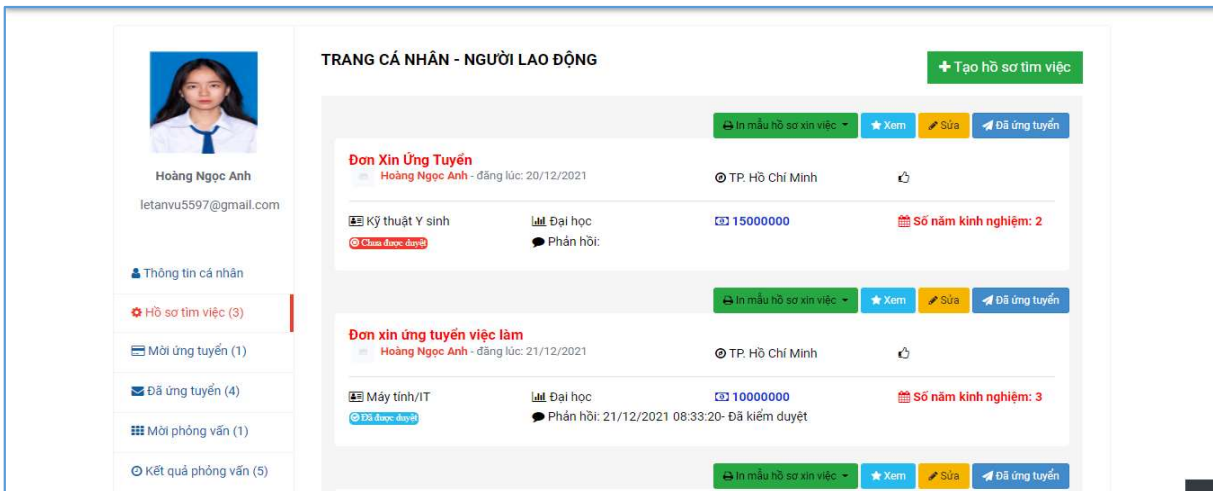 TRANG CÁ NHÂN - NGƯỜI LAO ĐỘNG
Tạo hồ sơ tìm việc
Hoàng Ngọc Anh
letanvu5597@gmail.com
Thông tin cá nhân
Hồ sơ tìm việc (3)
Mời ứng tuyển (1)
Đã ứng tuyển (4)
Mời phỏng vấn (1)
Kết quả phỏng vấn (5)
In mẫu hồ sơ xin việc Xem Sửa Đã ứng tuyển
Đơn Xin Ứng Tuyển
Hoàng Ngọc Anh - đăng lúc: 20/12/2021 TP. Hồ Chí Minh
Kỹ thuật Y sinh Đại học 15000000 Số năm kinh nghiệm: 2
Chưa được duyệt Phản hồi:
In mẫu hồ sơ xin việc Xem Sửa Đã ứng tuyển
Đơn xin ứng tuyển việc làm
Hoàng Ngọc Anh - đăng lúc: 21/12/2021 TP. Hồ Chí Minh
Máy tính/IT Đại học 10000000 Số năm kinh nghiệm: 3
Đã được duyệt Phản hồi: 21/12/2021 08:33:20- Đã kiểm duyệt
In mẫu hồ sơ xin việc Xem Sửa Đã ứng tuyển